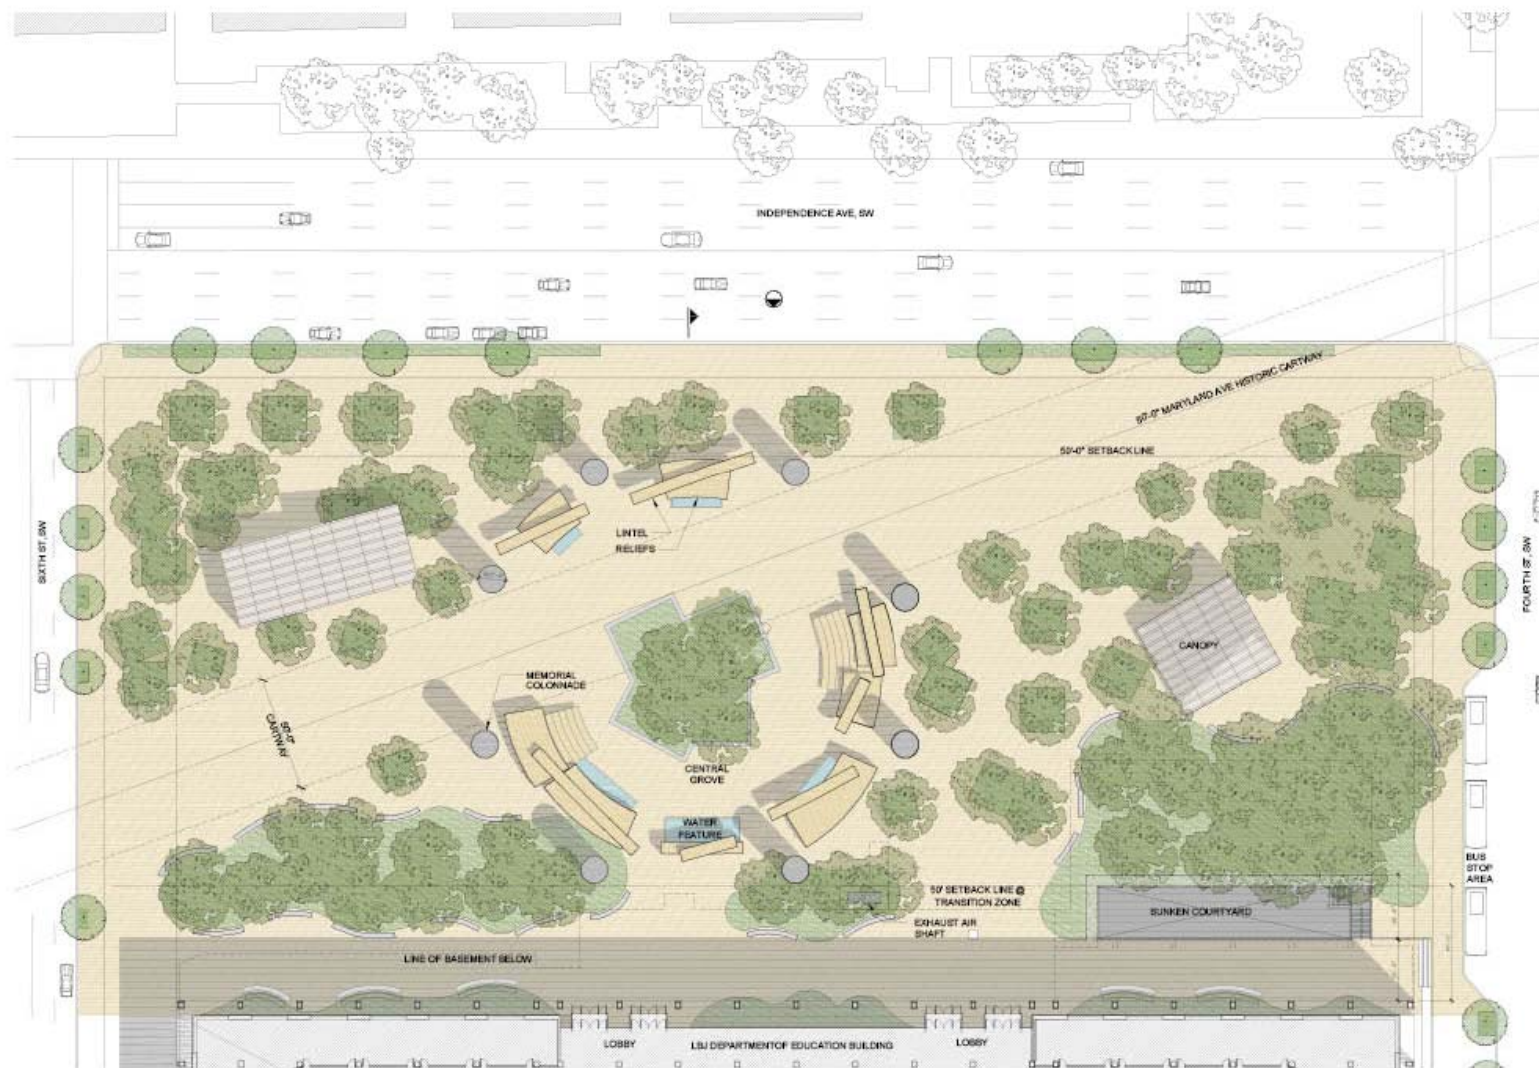 INDEPENDENCE AVE, SW
50'-0" MARYLAND AVE HISTORIC CARTWAY
50'-0" SETBACK LINE
LINTEL
RELIEFS
SIXTH ST, SW
FOURTH ST, SW
CANOPY
MEMORIAL
COLONNADE
50'-0"
CARTWAY
CENTRAL
GROVE
WATER
FEATURE
BUS
STOP
AREA
50' SETBACK LINE @
TRANSITION ZONE
SUNKEN COURTYARD
EXHAUST AIR
SHAFT
LINE OF BASEMENT BELOW
LOBBY
LBJ DEPARTMENTOF EDUCATION BUILDING
LOBBY